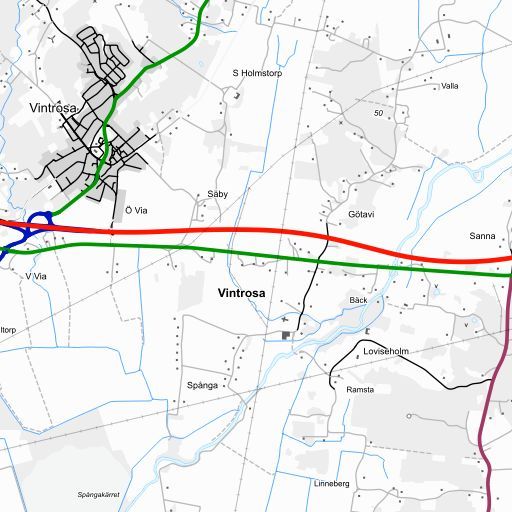 S Holmstorp
Valla
Vintrosa
50
Säby
Ö Via
Götavi
Sanna
V Via
Vintrosa
Bäck
ltorp
Loviseholm
Spånga
Ramsta
Linneberg
Spångakärret